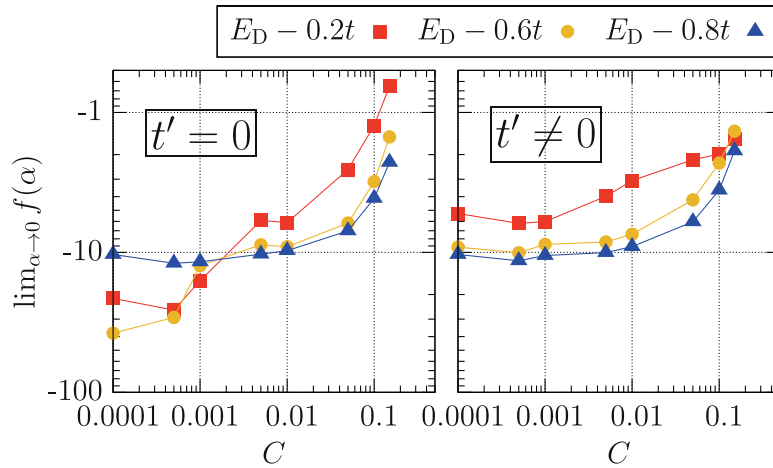 E_D − 0.2t E_D − 0.6t E_D − 0.8t
t′ = 0
t′ ≠ 0
-1
-10
-100
lim_{α→0} f(α)
0.0001 0.001 0.01 0.1
0.0001 0.001 0.01 0.1
C
C